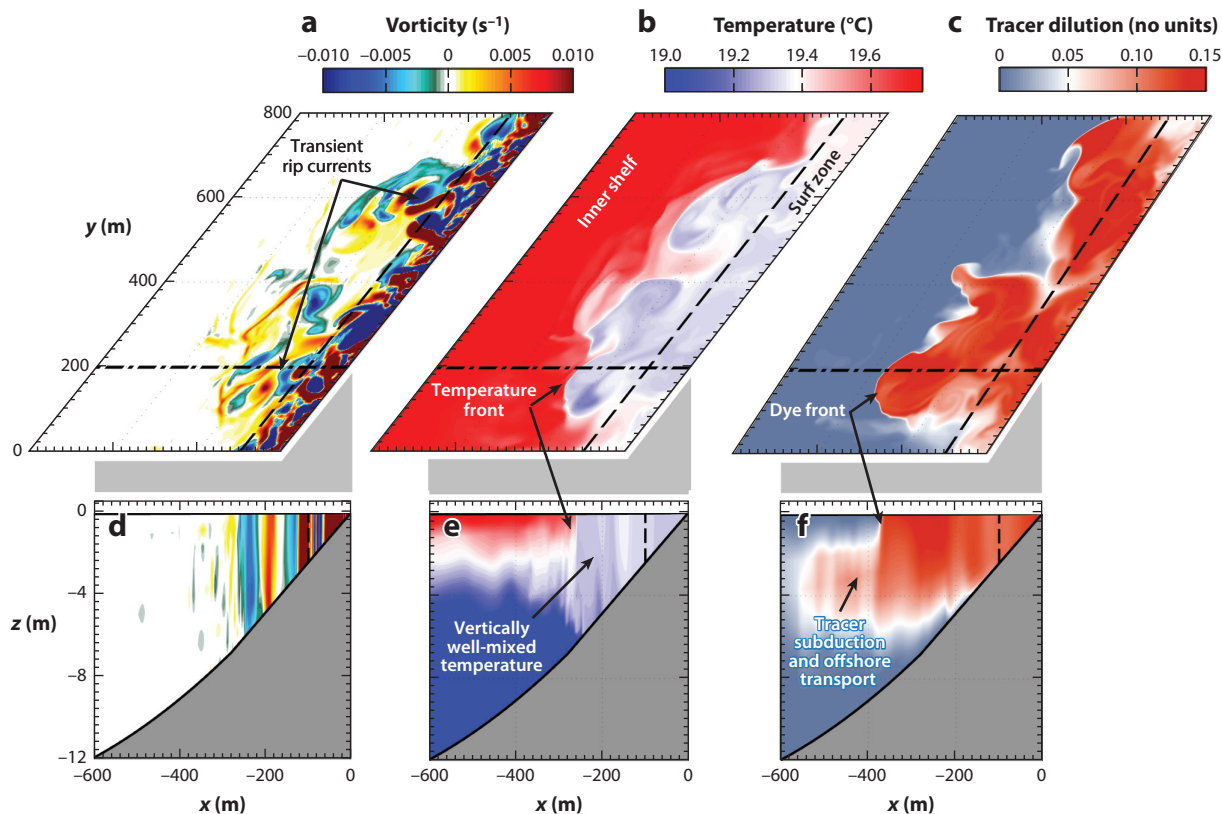 a Vorticity (s−1)
−0.010 −0.005 0 0.005 0.010
b Temperature (°C)
19.0 19.2 19.4 19.6
c Tracer dilution (no units)
0 0.05 0.10 0.15
800
600
400
200
0
y (m)
Transient
rip currents
Inner shelf
Surf zone
Temperature
front
Dye front
d
0
−4
−8
−12
z (m)
−600 −400 −200 0
x (m)
e
Vertically
well-mixed
temperature
−600 −400 −200 0
x (m)
f
Tracer
subduction
and offshore
transport
−600 −400 −200 0
x (m)